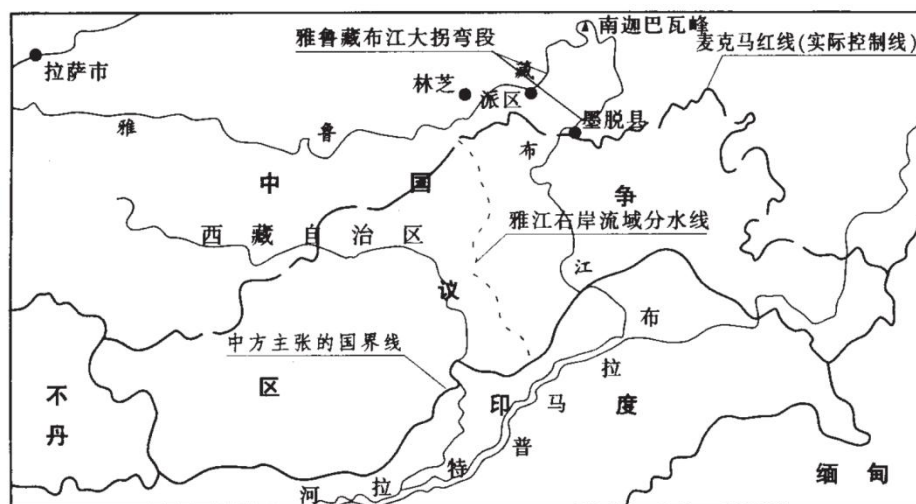 南迦巴瓦峰
雅鲁藏布江大拐弯段
麦克马红线(实际控制线)
拉萨市
林芝
藏
派区
墨脱县
雅
鲁
布
中
国
争
西藏自治区
雅江右岸流域分水线
江
议
中方主张的国界线
布
拉
区
不丹
印
马
度
普
特
拉
河
缅甸